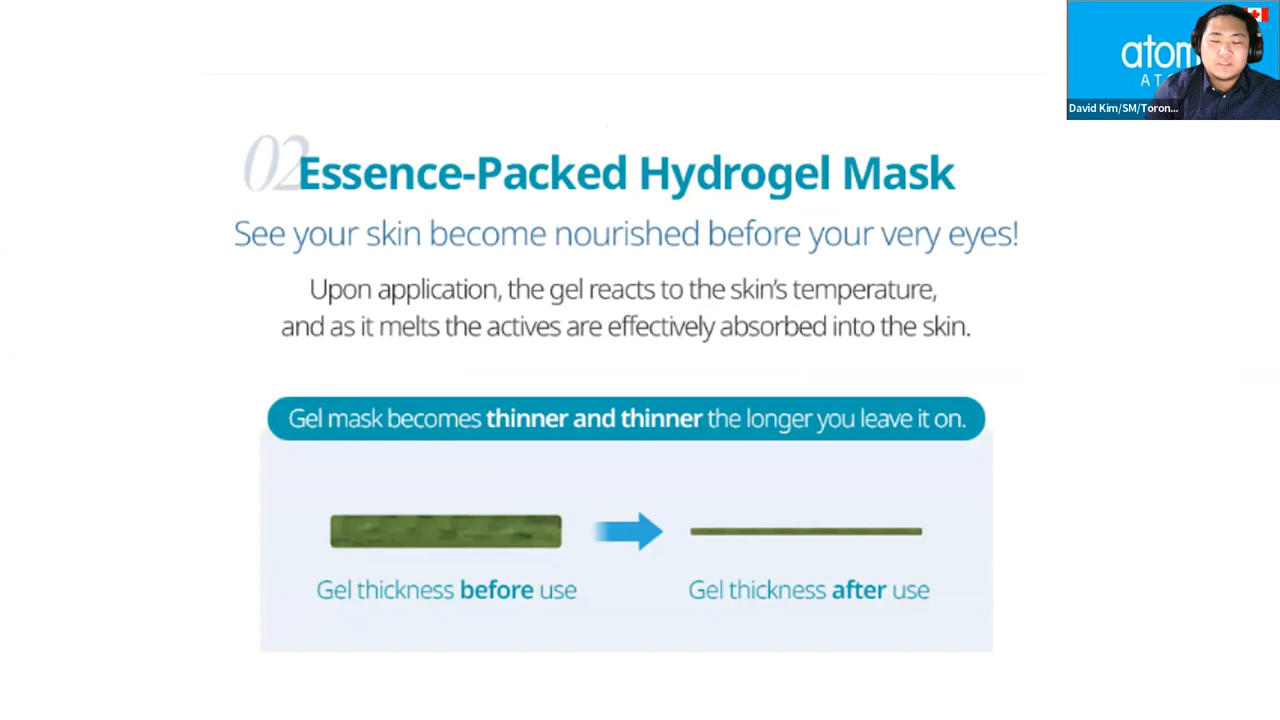 02
Essence-Packed Hydrogel Mask
See your skin become nourished before your very eyes!
Upon application, the gel reacts to the skin's temperature,
and as it melts the actives are effectively absorbed into the skin.
Gel mask becomes thinner and thinner the longer you leave it on.
Gel thickness before use
Gel thickness after use
atom
AT
David Kim/SM/Toron...